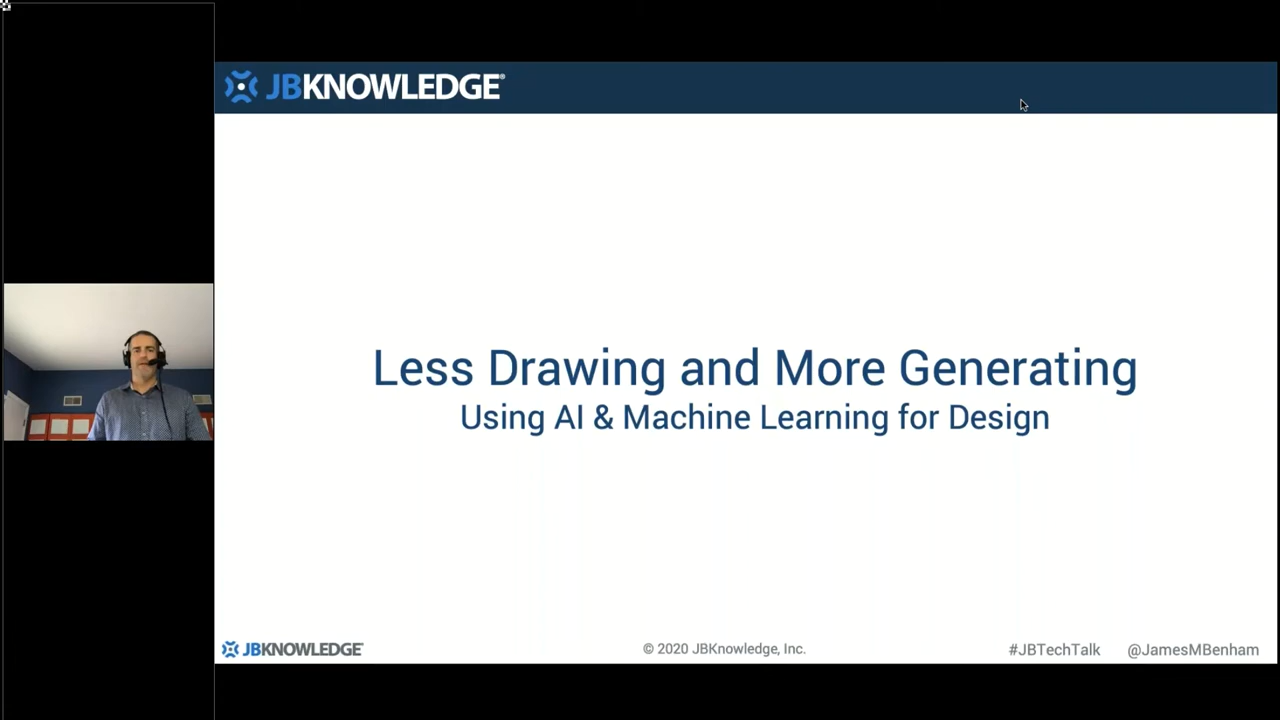 JBKNOWLEDGE®
Less Drawing and More Generating
Using AI & Machine Learning for Design
JBKNOWLEDGE
© 2020 JBKnowledge, Inc.
#JBTechTalk
@JamesMBenham